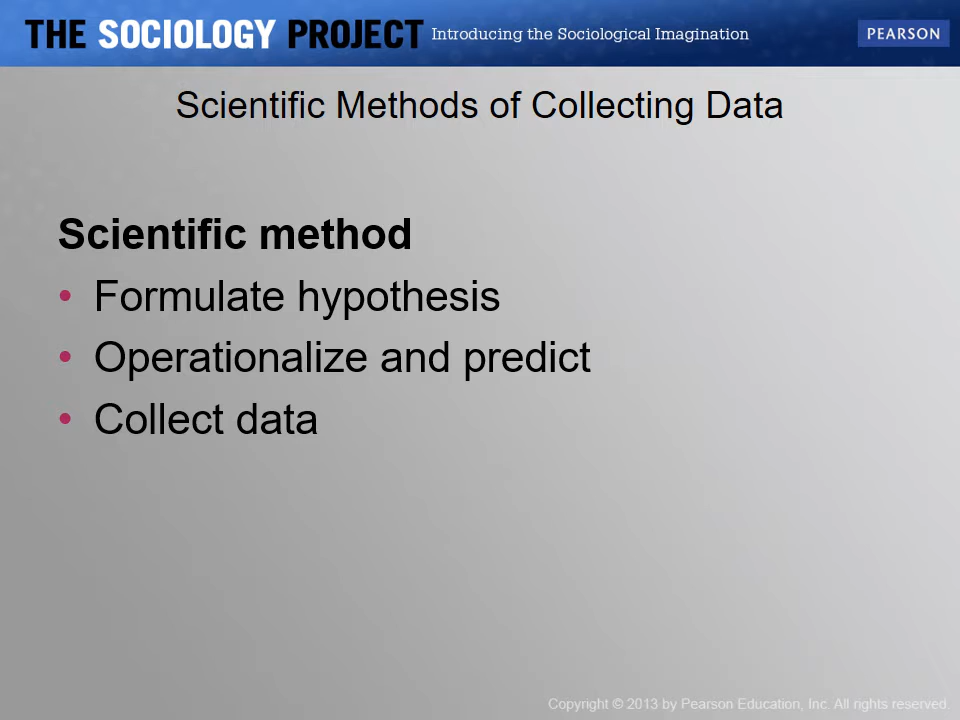 THE SOCIOLOGY PROJECT Introducing the Sociological Imagination PEARSON
Scientific Methods of Collecting Data
Scientific method
• Formulate hypothesis
• Operationalize and predict
• Collect data
Copyright © 2013 by Pearson Education, Inc. All rights reserved.